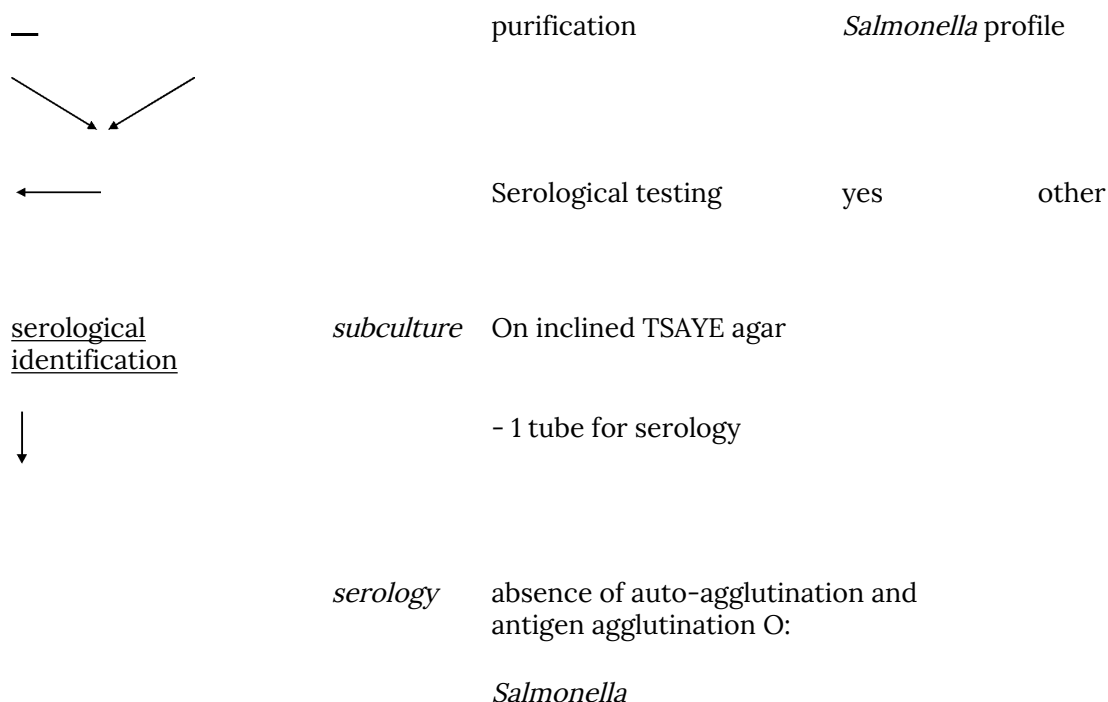 purification Salmonella profile
Serological testing yes other
serological identification subculture On inclined TSAYE agar
- 1 tube for serology
serology absence of auto-agglutination and
antigen agglutination O:
Salmonella